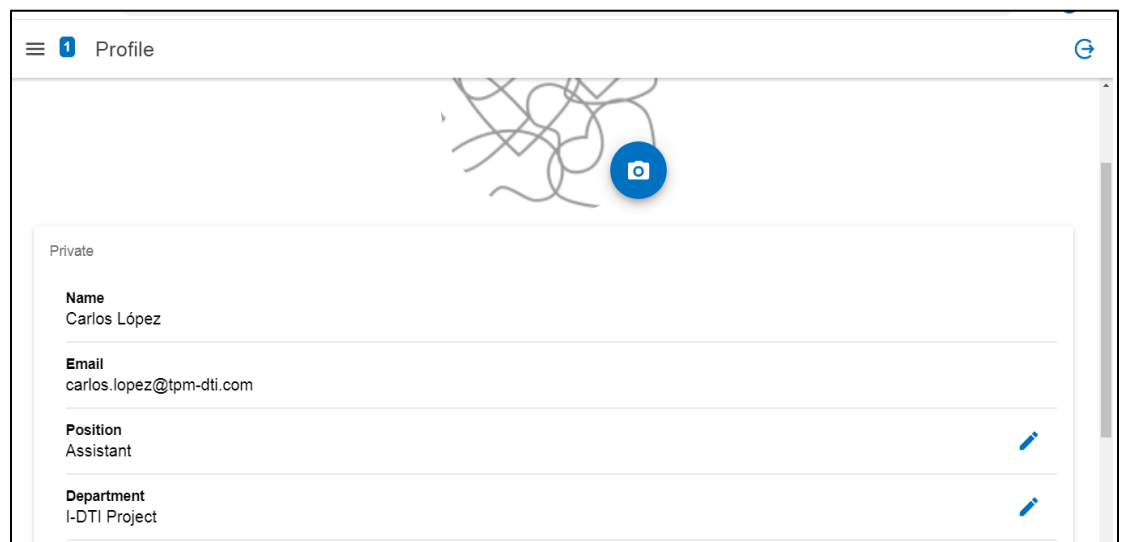 1 Profile
Private
Name
Carlos López
Email
carlos.lopez@tpm-dti.com
Position
Assistant
Department
I-DTI Project